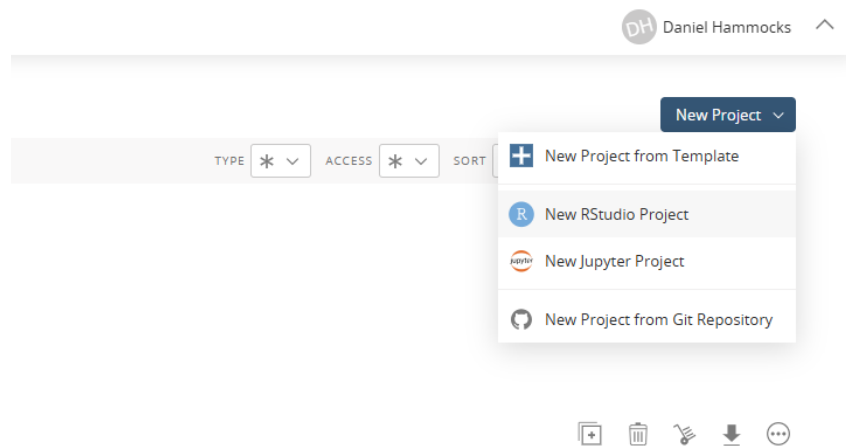 DH Daniel Hammocks
New Project
TYPE * ACCESS * SORT
New Project from Template
R New RStudio Project
jupyter New Jupyter Project
New Project from Git Repository